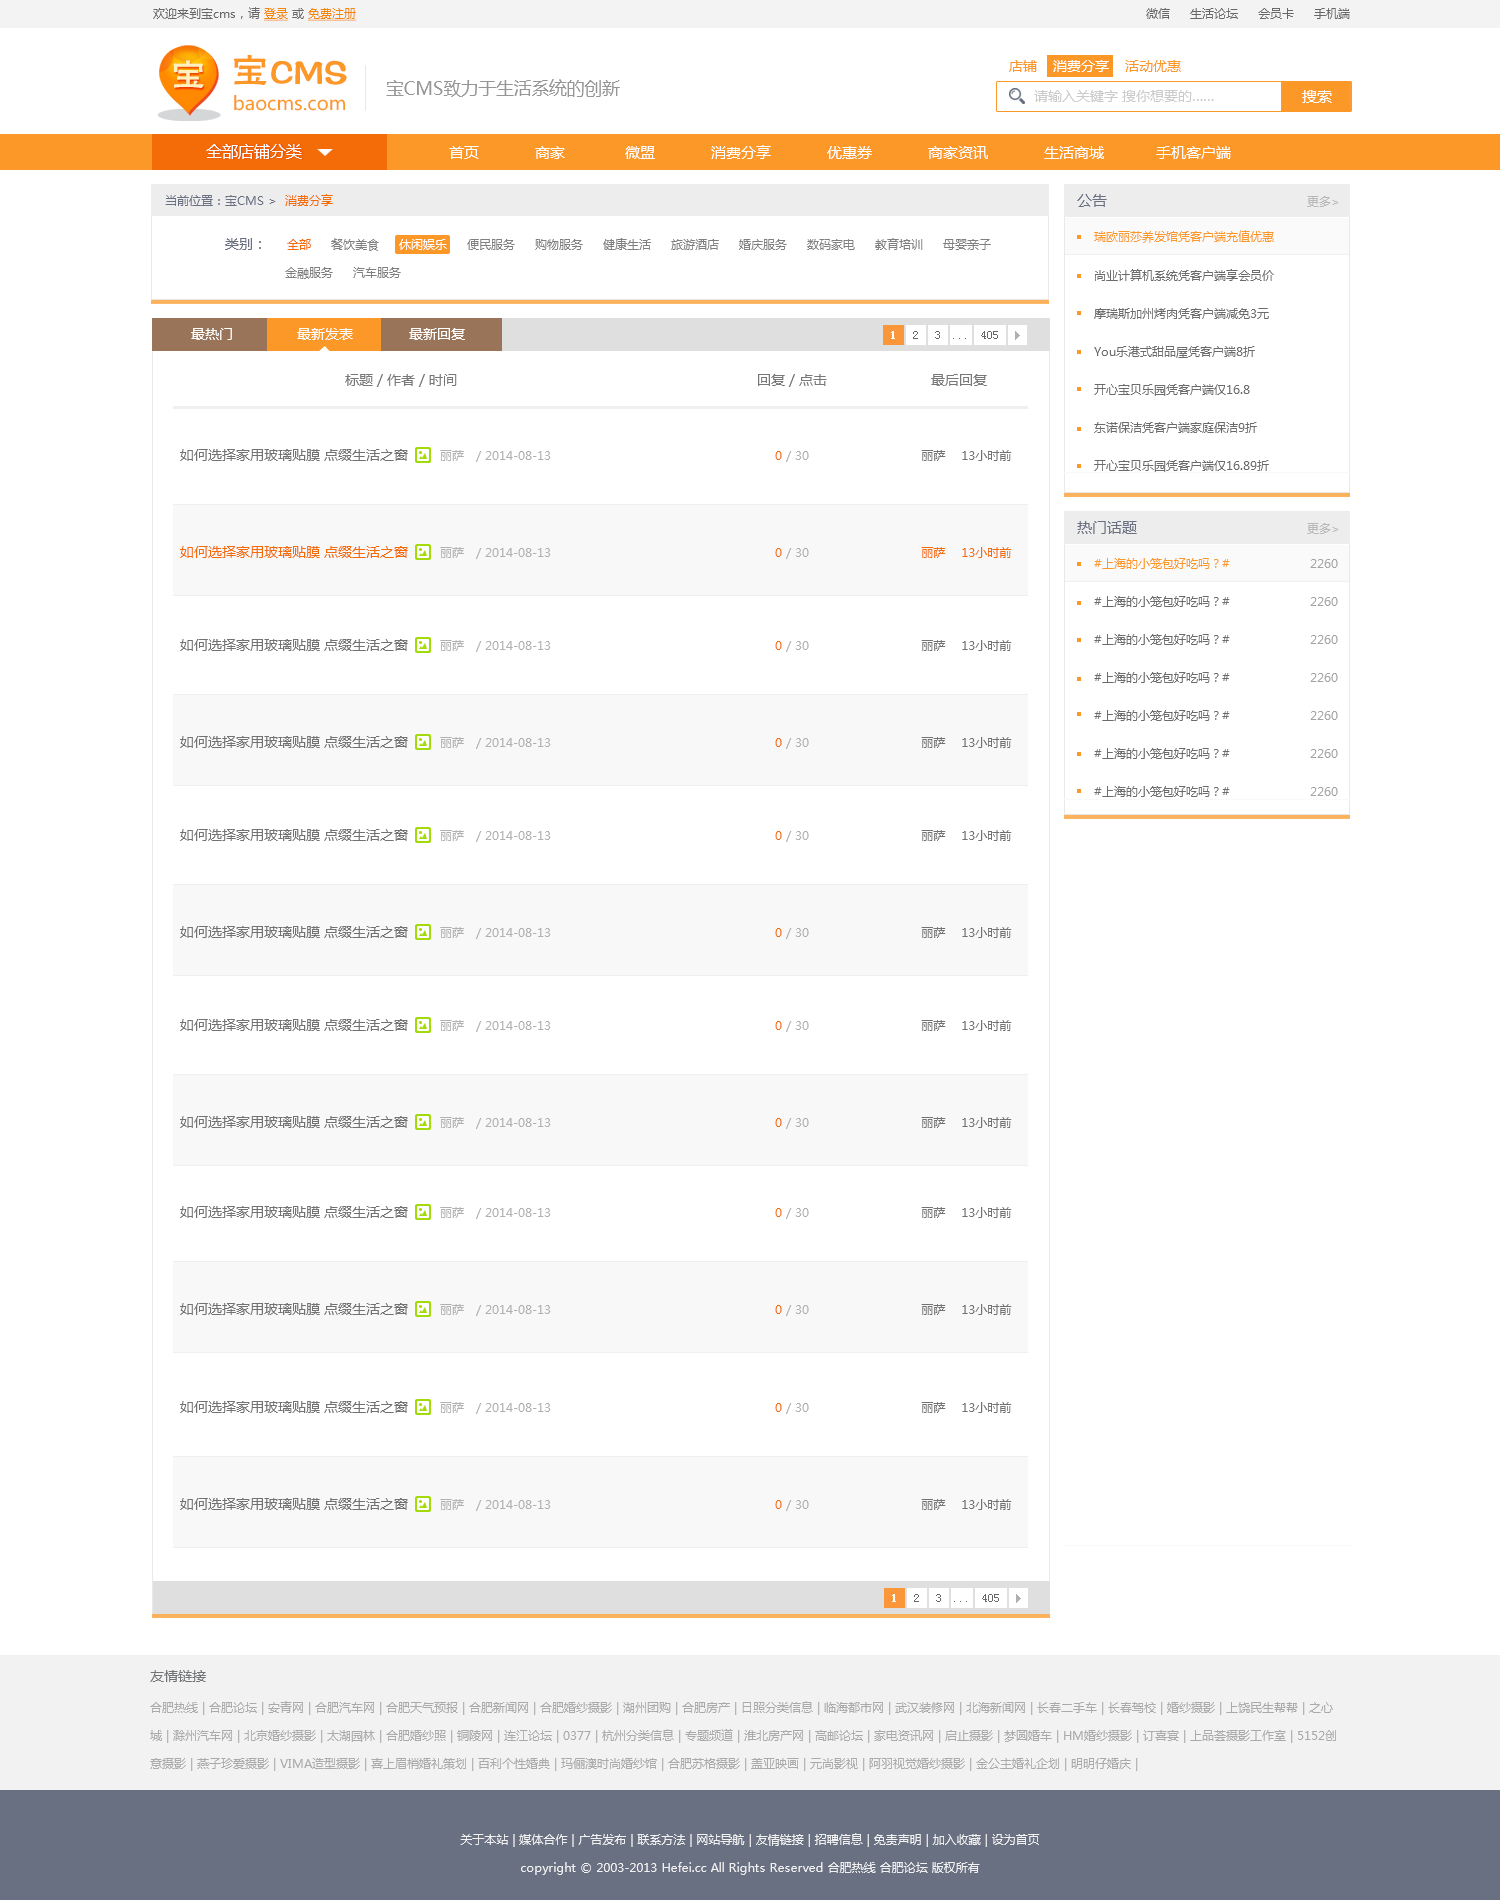 欢迎来到宝cms，请 登录 或 免费注册
微信 生活论坛 会员卡 手机端
宝 宝CMS
baocms.com
宝CMS致力于生活系统的创新
店铺 消费分享 活动优惠
请输入关键字 搜你想要的...... 搜索
全部店铺分类 首页 商家 微盟 消费分享 优惠券 商家资讯 生活商城 手机客户端
当前位置：宝CMS > 消费分享
类别： 全部 餐饮美食 休闲娱乐 便民服务 购物服务 健康生活 旅游酒店 婚庆服务 数码家电 教育培训 母婴亲子
金融服务 汽车服务
最热门 最新发表 最新回复 1 2 3 ... 405
标题 / 作者 / 时间 回复 / 点击 最后回复
如何选择家用玻璃贴膜 点缀生活之窗 丽萨 / 2014-08-13 0 / 30 丽萨 13小时前
如何选择家用玻璃贴膜 点缀生活之窗 丽萨 / 2014-08-13 0 / 30 丽萨 13小时前
如何选择家用玻璃贴膜 点缀生活之窗 丽萨 / 2014-08-13 0 / 30 丽萨 13小时前
如何选择家用玻璃贴膜 点缀生活之窗 丽萨 / 2014-08-13 0 / 30 丽萨 13小时前
如何选择家用玻璃贴膜 点缀生活之窗 丽萨 / 2014-08-13 0 / 30 丽萨 13小时前
如何选择家用玻璃贴膜 点缀生活之窗 丽萨 / 2014-08-13 0 / 30 丽萨 13小时前
如何选择家用玻璃贴膜 点缀生活之窗 丽萨 / 2014-08-13 0 / 30 丽萨 13小时前
如何选择家用玻璃贴膜 点缀生活之窗 丽萨 / 2014-08-13 0 / 30 丽萨 13小时前
如何选择家用玻璃贴膜 点缀生活之窗 丽萨 / 2014-08-13 0 / 30 丽萨 13小时前
如何选择家用玻璃贴膜 点缀生活之窗 丽萨 / 2014-08-13 0 / 30 丽萨 13小时前
如何选择家用玻璃贴膜 点缀生活之窗 丽萨 / 2014-08-13 0 / 30 丽萨 13小时前
如何选择家用玻璃贴膜 点缀生活之窗 丽萨 / 2014-08-13 0 / 30 丽萨 13小时前
1 2 3 ... 405
公告 更多>
瑞欧丽莎养发馆凭客户端充值优惠
尚业计算机系统凭客户端享会员价
摩瑞斯加州烤肉凭客户端减免3元
You乐港式甜品屋凭客户端8折
开心宝贝乐园凭客户端仅16.8
东诺保洁凭客户端家庭保洁9折
开心宝贝乐园凭客户端仅16.89折
热门话题 更多>
#上海的小笼包好吃吗？# 2260
#上海的小笼包好吃吗？# 2260
#上海的小笼包好吃吗？# 2260
#上海的小笼包好吃吗？# 2260
#上海的小笼包好吃吗？# 2260
#上海的小笼包好吃吗？# 2260
#上海的小笼包好吃吗？# 2260
友情链接
合肥热线 | 合肥论坛 | 安青网 | 合肥汽车网 | 合肥天气预报 | 合肥新闻网 | 合肥婚纱摄影 | 湖州团购 | 合肥房产 | 日照分类信息 | 临海都市网 | 武汉装修网 | 北海新闻网 | 长春二手车 | 长春驾校 | 婚纱摄影 | 上饶民生帮帮 | 之心
城 | 滁州汽车网 | 北京婚纱摄影 | 太湖园林 | 合肥婚纱照 | 铜陵网 | 连江论坛 | 0377 | 杭州分类信息 | 专题频道 | 淮北房产网 | 高邮论坛 | 家电资讯网 | 启止摄影 | 梦圆婚车 | HM婚纱摄影 | 订喜宴 | 上品荟摄影工作室 | 5152创
意摄影 | 燕子珍爱摄影 | VIMA造型摄影 | 喜上眉梢婚礼策划 | 百利个性婚典 | 玛俪澳时尚婚纱馆 | 合肥苏格摄影 | 盖亚映画 | 元尚影视 | 阿羽视觉婚纱摄影 | 金公主婚礼企划 | 明明仔婚庆 |
关于本站 | 媒体合作 | 广告发布 | 联系方法 | 网站导航 | 友情链接 | 招聘信息 | 免责声明 | 加入收藏 | 设为首页
copyright © 2003-2013 Hefei.cc All Rights Reserved 合肥热线 合肥论坛 版权所有